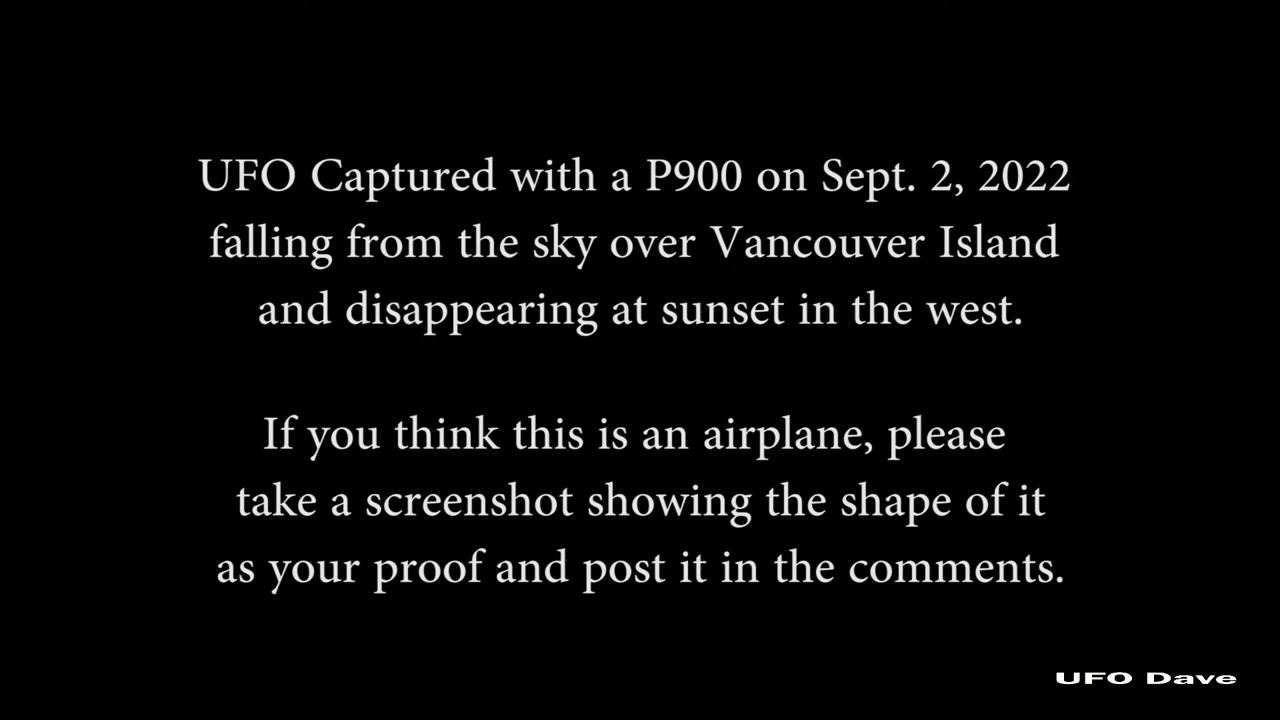 UFO Captured with a P900 on Sept. 2, 2022
falling from the sky over Vancouver Island
and disappearing at sunset in the west.
If you think this is an airplane, please
take a screenshot showing the shape of it
as your proof and post it in the comments.
UFO Dave